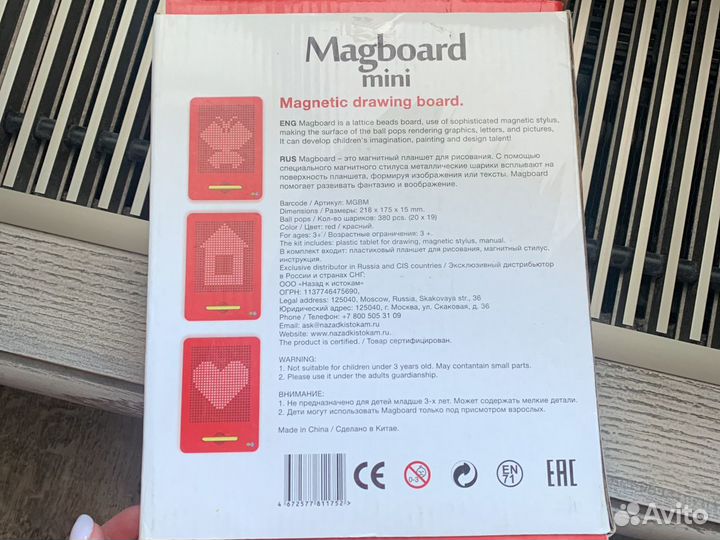 Magboard
mini
Magnetic drawing board.
ENG Magboard is a lattice beads board, use of sophisticated magnetic stylus,
making the surface of the ball pops rendering graphics, letters, and pictures,
It can develop children's imagination, painting and design talent!
RUS Magboard – это магнитный планшет для рисования. С помощью
специального магнитного стилуса металлические шарики всплывают на
поверхность планшета, формируя изображения или тексты. Magboard
помогает развивать фантазию и воображение.
Barcode / Артикул: MGBM
Dimensions / Размеры: 218 x 175 x 15 mm.
Ball pops / Кол-во шариков: 380 pcs. (20 x 19)
Color / Цвет: red / красный.
For ages: 3+ / Возрастные ограничения: 3 +.
The kit includes: plastic tablet for drawing, magnetic stylus, manual.
В комплект входит: пластиковый планшет для рисования, магнитный стилус,
инструкция.
Exclusive distributor in Russia and CIS countries / Эксклюзивный дистрибьютор
в России и странах СНГ:
ООО «Назад к истокам»
ОГРН: 1137746475690,
Legal address: 125040, Moscow, Russia, Skakovaya str., 36
Юридический адрес: 125040, г. Москва, ул. Скаковая, д. 36
Phone / Телефон: +7 800 505 31 09
Email: ask@nazadkistokam.ru
Website: www.nazadkistokam.ru.
The product is certified. / Товар сертифицирован.
WARNING:
1. Not suitable for children under 3 years old. May contantain small parts.
2. Please use it under the adults guardianship.
ВНИМАНИЕ:
1. Не предназначено для детей младше 3-х лет. Может содержать мелкие детали.
2. Дети могут использовать Magboard только под присмотром взрослых.
Made in China / Сделано в Китае.
CE 0-3 EN 71 EAC
4 672577 811752 >
Avito